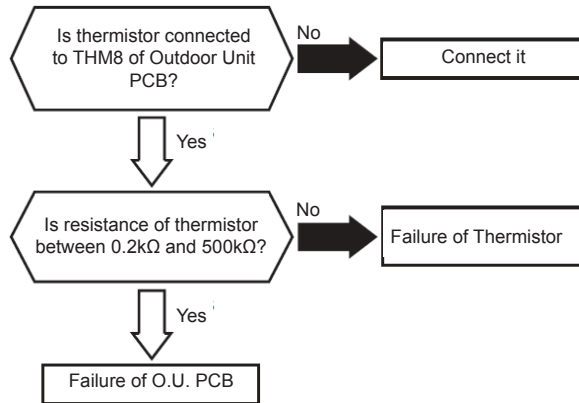 Is thermistor connected
to THM8 of Outdoor Unit
PCB?
No
Connect it
Yes
Is resistance of thermistor
between 0.2kΩ and 500kΩ?
No
Failure of Thermistor
Yes
Failure of O.U. PCB